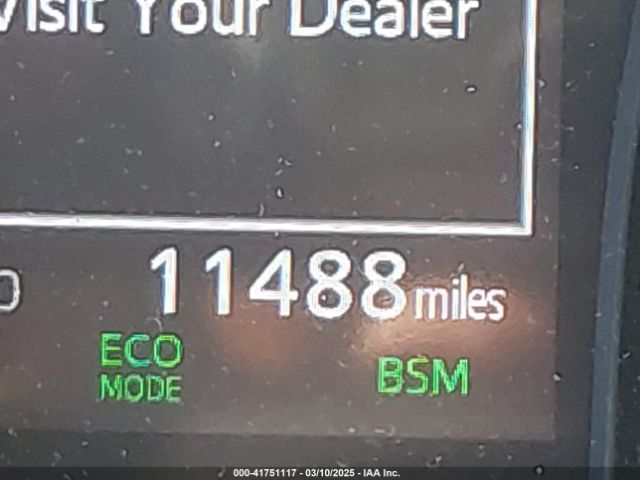 Visit Your Dealer
11488 miles
ECO
MODE
BSM
000-41751117 - 03/10/2025 - IAA Inc.